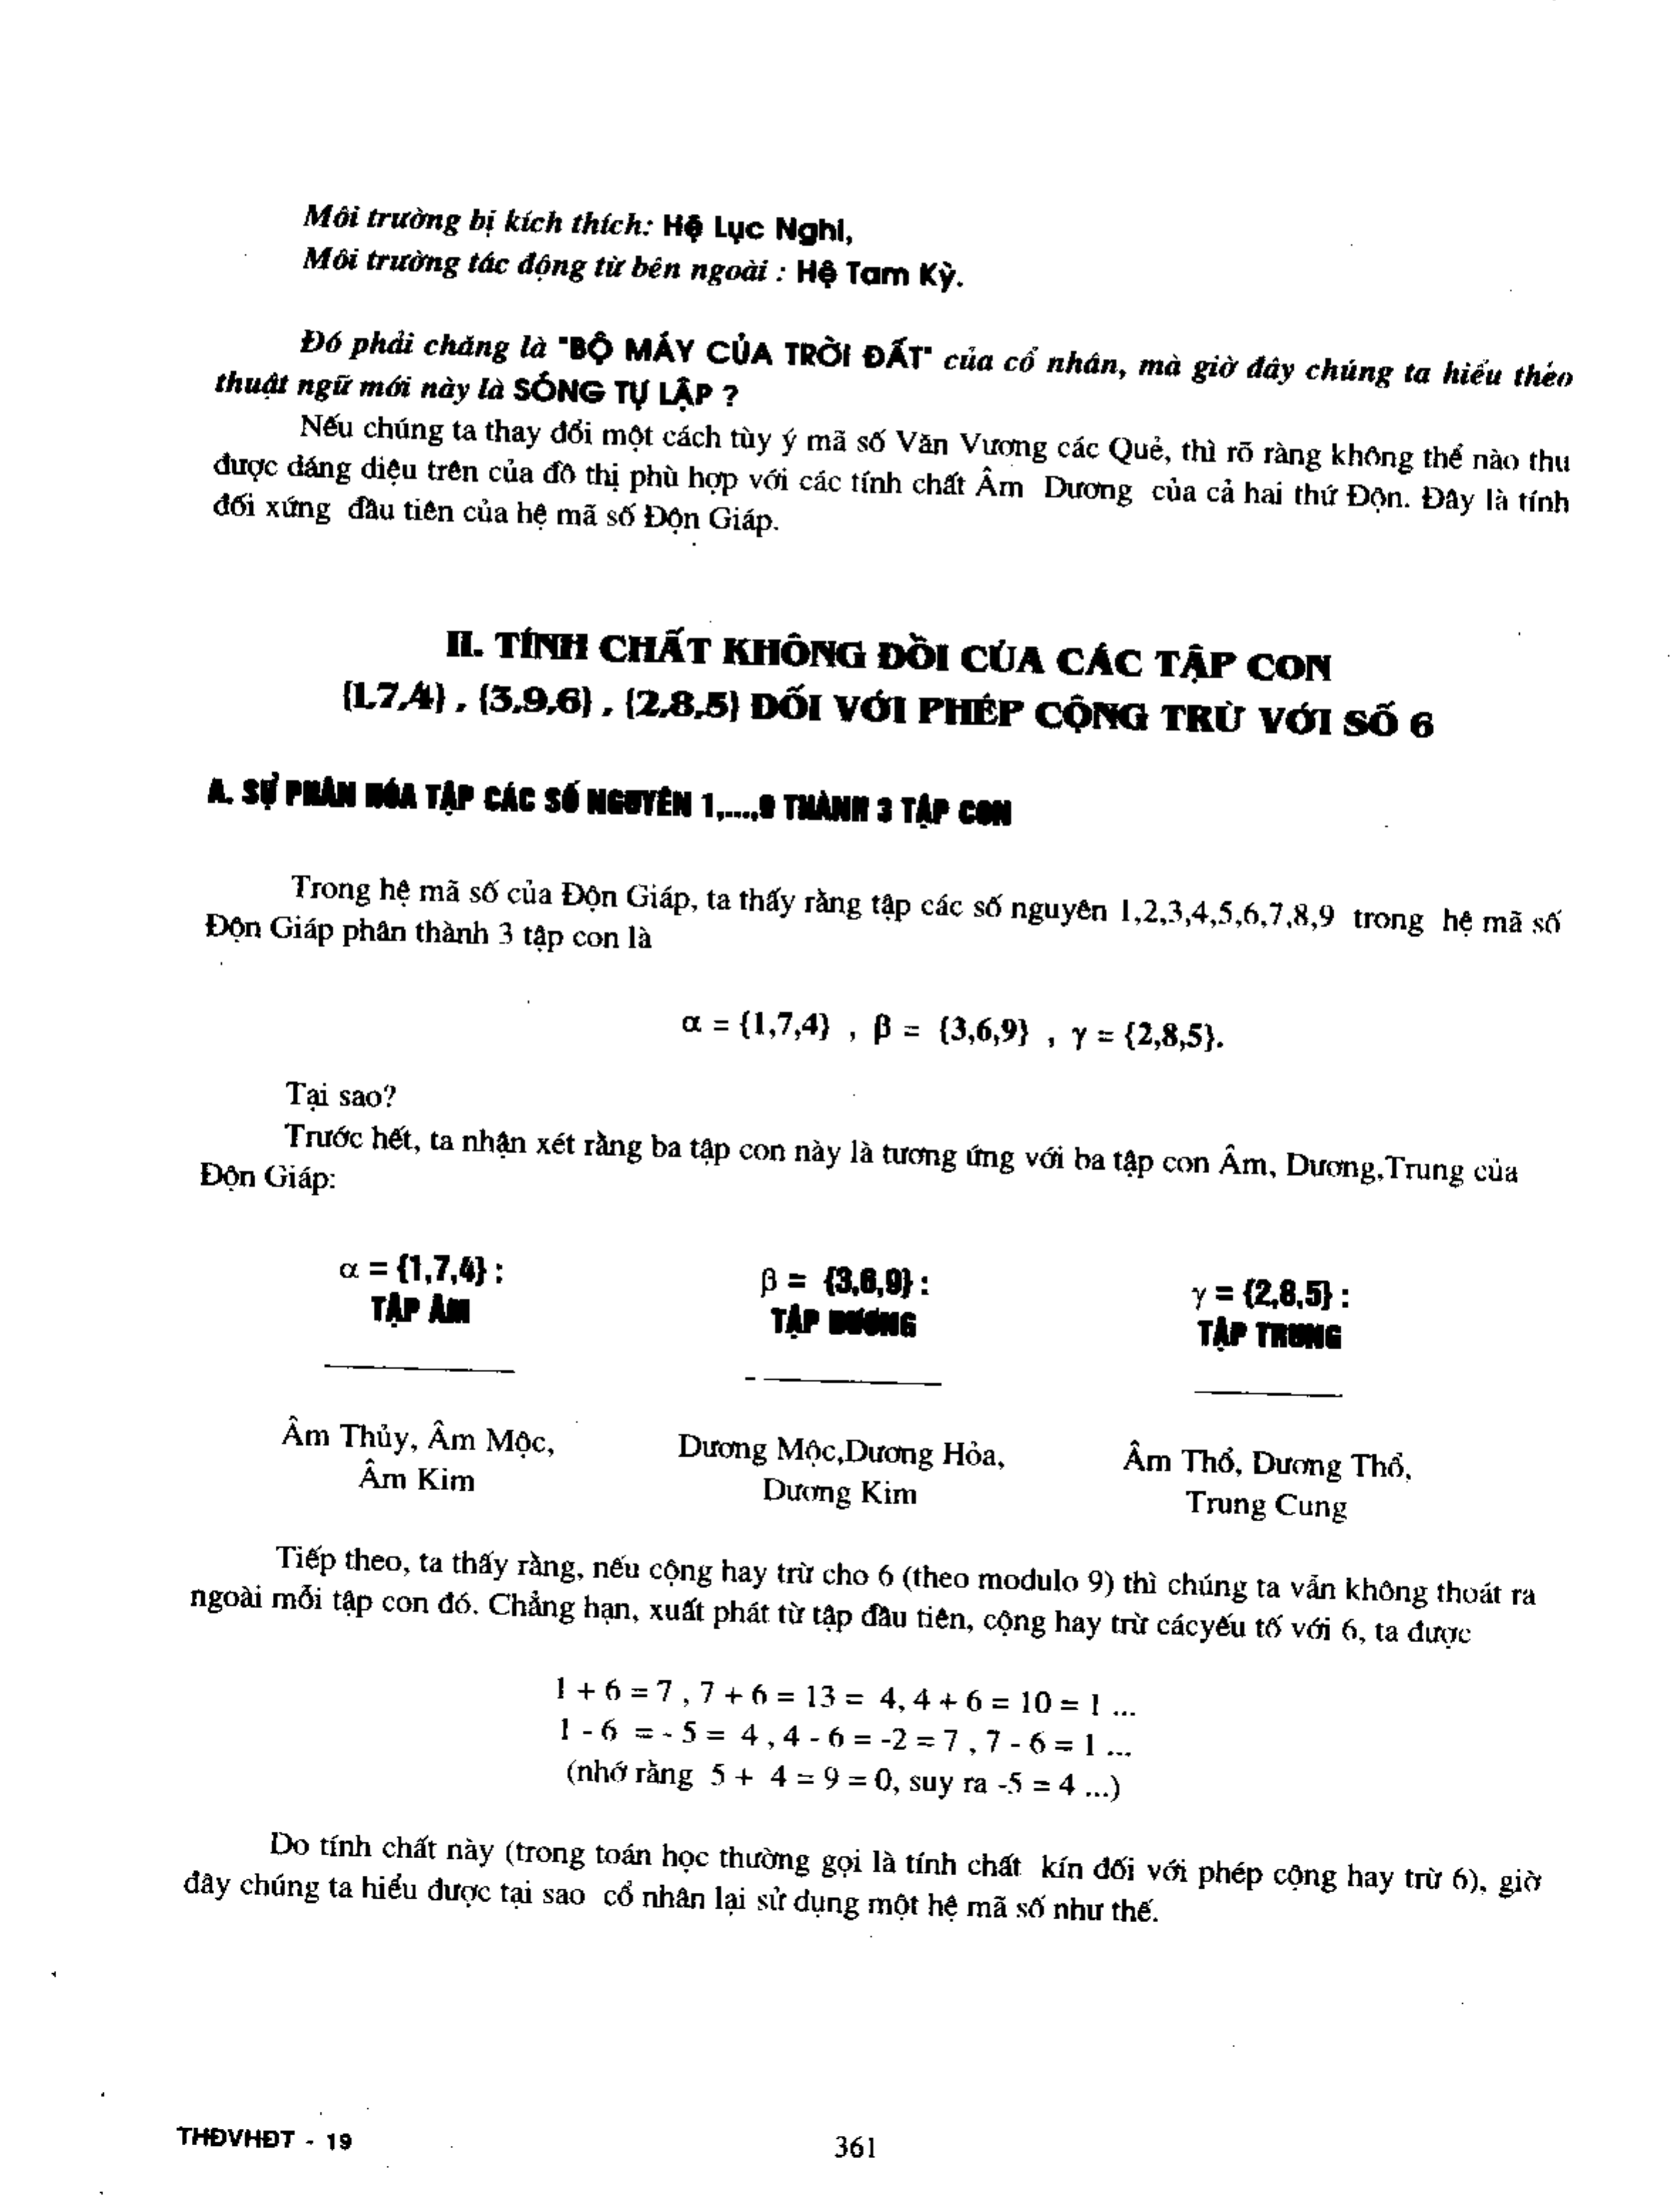 Môi trường bị kích thích: Hệ Lục Nghi,
Môi trường tác động từ bên ngoài : Hệ Tam Kỳ.
Đó phải chăng là "BỘ MÁY CỦA TRỜI ĐẤT" của cổ nhân, mà giờ đây chúng ta hiểu theo
thuật ngữ mới này là SÓNG TỰ LẬP ?
Nếu chúng ta thay đổi một cách tùy ý mã số Văn Vương các Quẻ, thì rõ ràng không thể nào thu
được dáng diệu trên của đồ thị phù hợp với các tính chất Âm Dương của cả hai thứ Độn. Đây là tính
đối xứng đầu tiên của hệ mã số Độn Giáp.
II. TÍNH CHẤT KHÔNG ĐỒI CỦA CÁC TẬP CON
{1,7,4} , {3,9,6} , {2,8,5} ĐỐI VỚI PHÉP CỘNG TRỪ VỚI SỐ 6
A. SỰ PHÂN HÓA TẬP CÁC SỐ NGUYÊN 1,...,9 THÀNH 3 TẬP CON
Trong hệ mã số của Độn Giáp, ta thấy rằng tập các số nguyên 1,2,3,4,5,6,7,8,9 trong hệ mã số
Độn Giáp phân thành 3 tập con là
α = {1,7,4} , β = {3,6,9} , γ = {2,8,5}.
Tại sao?
Trước hết, ta nhận xét rằng ba tập con này là tương ứng với ba tập con Âm, Dương,Trung của
Độn Giáp:
α = {1,7,4} :
TẬP ÂM
β = {3,6,9} :
TẬP DƯƠNG
γ = {2,8,5} :
TẬP TRUNG
Âm Thủy, Âm Mộc,
Âm Kim
Dương Mộc,Dương Hỏa,
Dương Kim
Âm Thổ, Dương Thổ,
Trung Cung
Tiếp theo, ta thấy rằng, nếu cộng hay trừ cho 6 (theo modulo 9) thì chúng ta vẫn không thoát ra
ngoài mỗi tập con đó. Chẳng hạn, xuất phát từ tập đầu tiên, cộng hay trừ cácyếu tố với 6, ta được
1 + 6 = 7 , 7 + 6 = 13 = 4, 4 + 6 = 10 = 1 ...
1 - 6 = - 5 = 4 , 4 - 6 = -2 = 7 , 7 - 6 = 1 ...
(nhớ rằng 5 + 4 = 9 = 0, suy ra -5 = 4 ...)
Do tính chất này (trong toán học thường gọi là tính chất kín đối với phép cộng hay trừ 6), giờ
đây chúng ta hiểu được tại sao cổ nhân lại sử dụng một hệ mã số như thế.
THĐVHĐT - 19
361